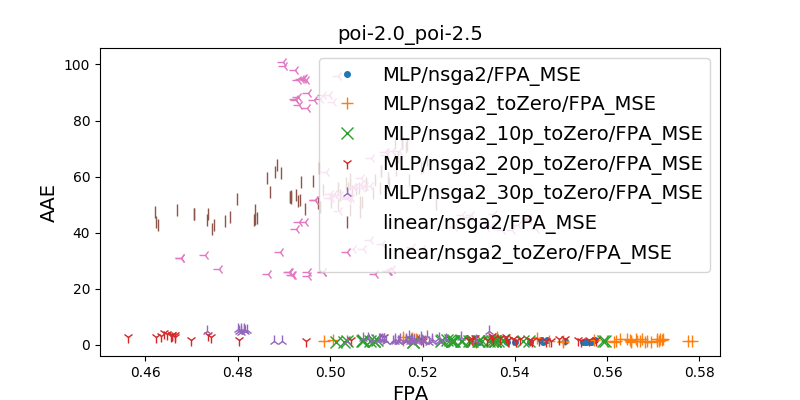 poi-2.0_poi-2.5
AAE
100
80
60
40
20
0
MLP/nsga2/FPA_MSE
MLP/nsga2_toZero/FPA_MSE
MLP/nsga2_10p_toZero/FPA_MSE
MLP/nsga2_20p_toZero/FPA_MSE
MLP/nsga2_30p_toZero/FPA_MSE
linear/nsga2/FPA_MSE
linear/nsga2_toZero/FPA_MSE
0.46 0.48 0.50 0.52 0.54 0.56 0.58
FPA